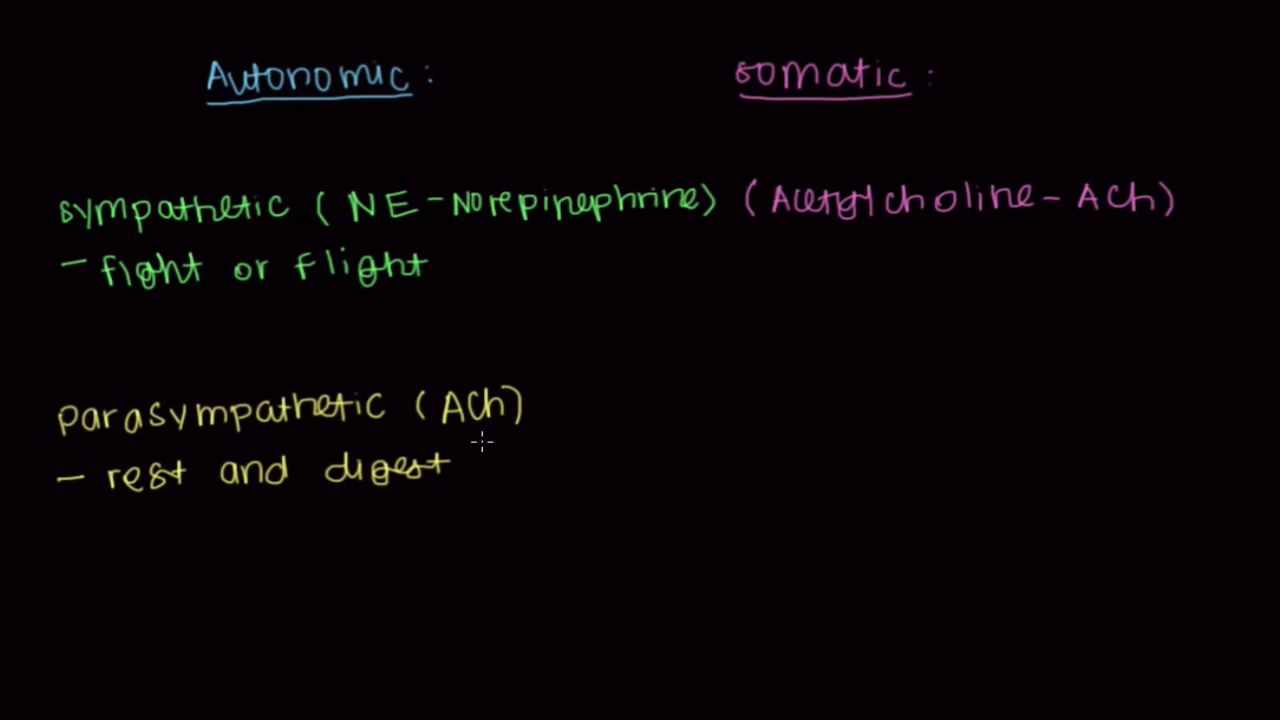 Autonomic:
somatic:
sympathetic (NE-Norepinephrine)
(Acetylcholine-ACh)
- fight or flight
parasympathetic (ACh)
- rest and digest